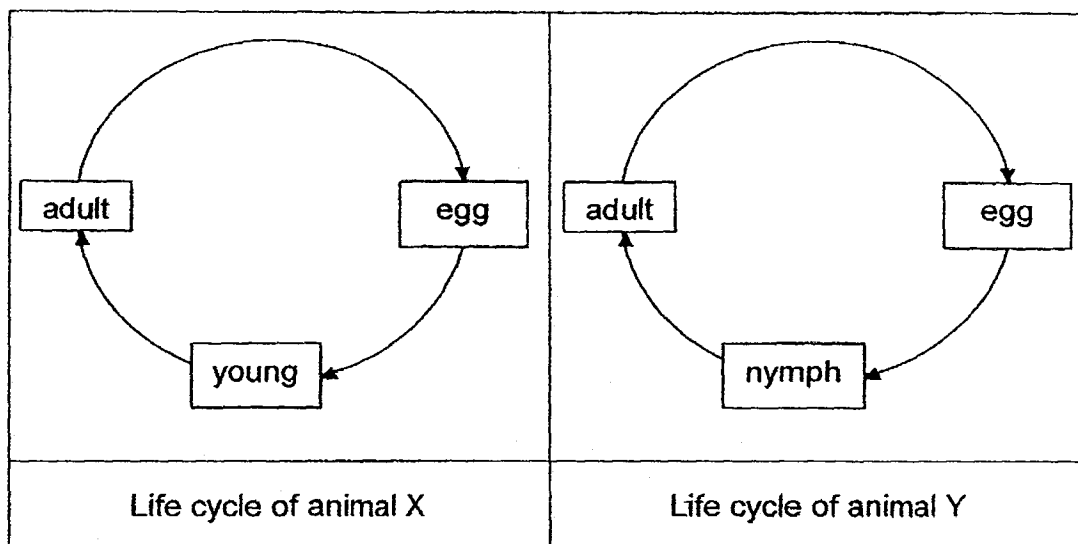 adult
egg
young
Life cycle of animal X
adult
egg
nymph
Life cycle of animal Y